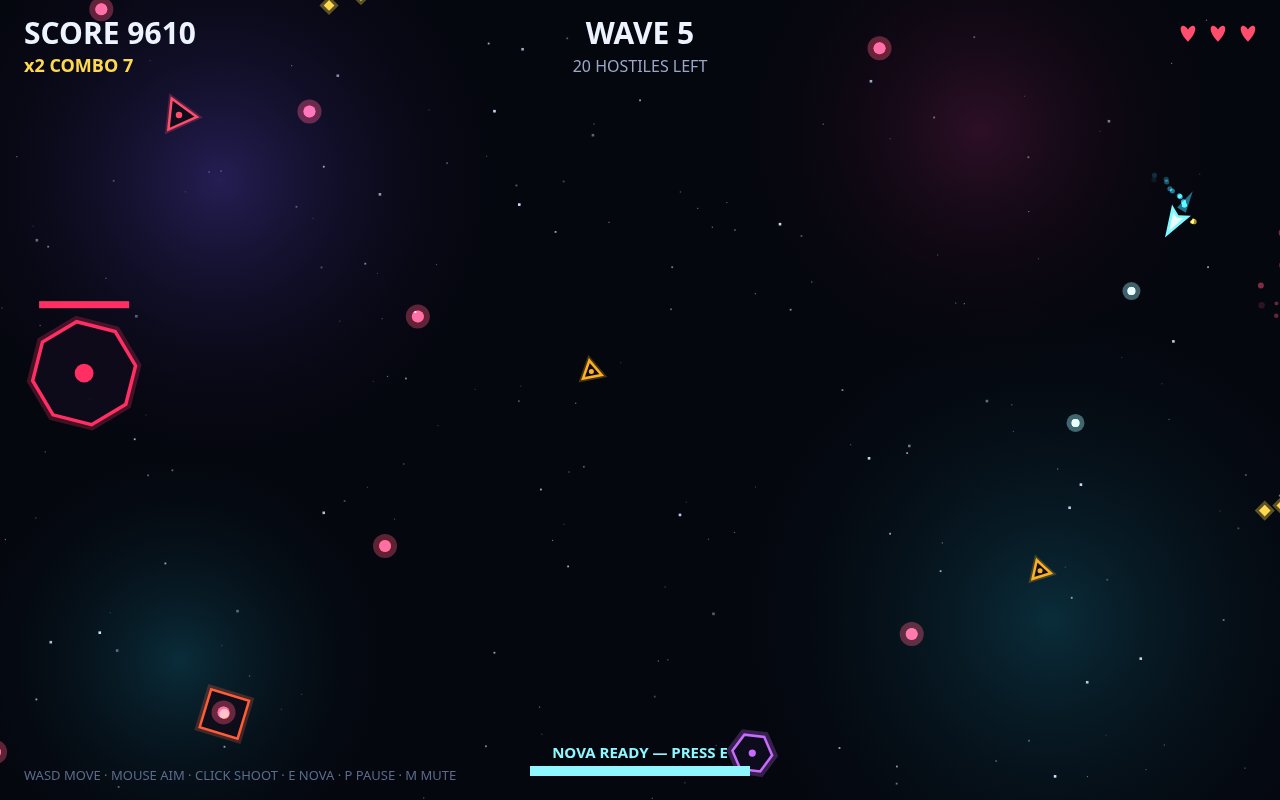 SCORE 9610
x2 COMBO 7
WAVE 5
20 HOSTILES LEFT
NOVA READY — PRESS E
WASD MOVE · MOUSE AIM · CLICK SHOOT · E NOVA · P PAUSE · M MUTE